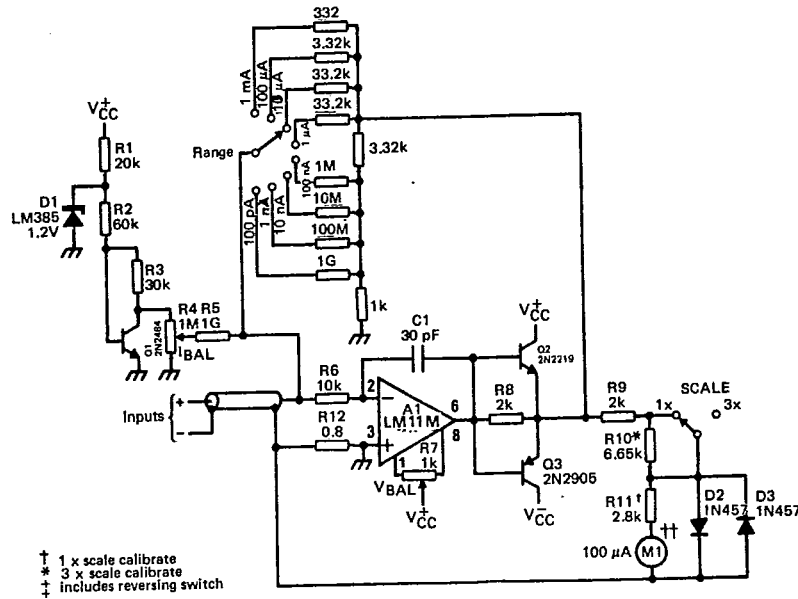 332
3.32k
33.2k
33.2k
3.32k
1 mA
100 µA
10 µA
1 µA
Range
100 nA
10 nA
1 nA
100 pA
1M
10M
100M
1G
1k
V+CC
R1
20k
D1
LM385
1.2V
R2
60k
R3
30k
Q1
2N2484
R4 R5
1M 1G
IBAL
C1
30 pF
V+CC
Q2
2N2219
Inputs
+
−
R6
10k
R12
0.8
2
−
3
+
A1
LM11M
6
8
1
R7
1k
VBAL
V+CC
R8
2k
Q3
2N2905
V−CC
R9
2k
SCALE
1x
3x
R10*
6.65k
R11†
2.8k
D2
1N457
D3
1N457
100 µA
M1
††
† 1 x scale calibrate
* 3 x scale calibrate
‡ includes reversing switch